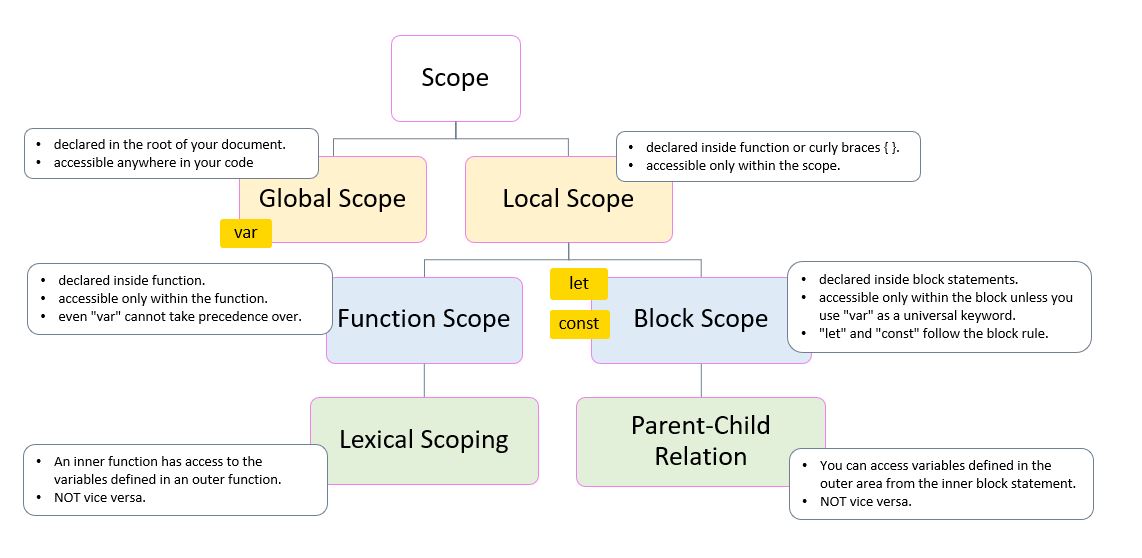 Scope
• declared in the root of your document.
• accessible anywhere in your code
Global Scope
var
• declared inside function or curly braces { }.
• accessible only within the scope.
Local Scope
• declared inside function.
• accessible only within the function.
• even "var" cannot take precedence over.
Function Scope
let
const
Block Scope
• declared inside block statements.
• accessible only within the block unless you
use "var" as a universal keyword.
• "let" and "const" follow the block rule.
Lexical Scoping
• An inner function has access to the
variables defined in an outer function.
• NOT vice versa.
Parent-Child
Relation
• You can access variables defined in the
outer area from the inner block statement.
• NOT vice versa.